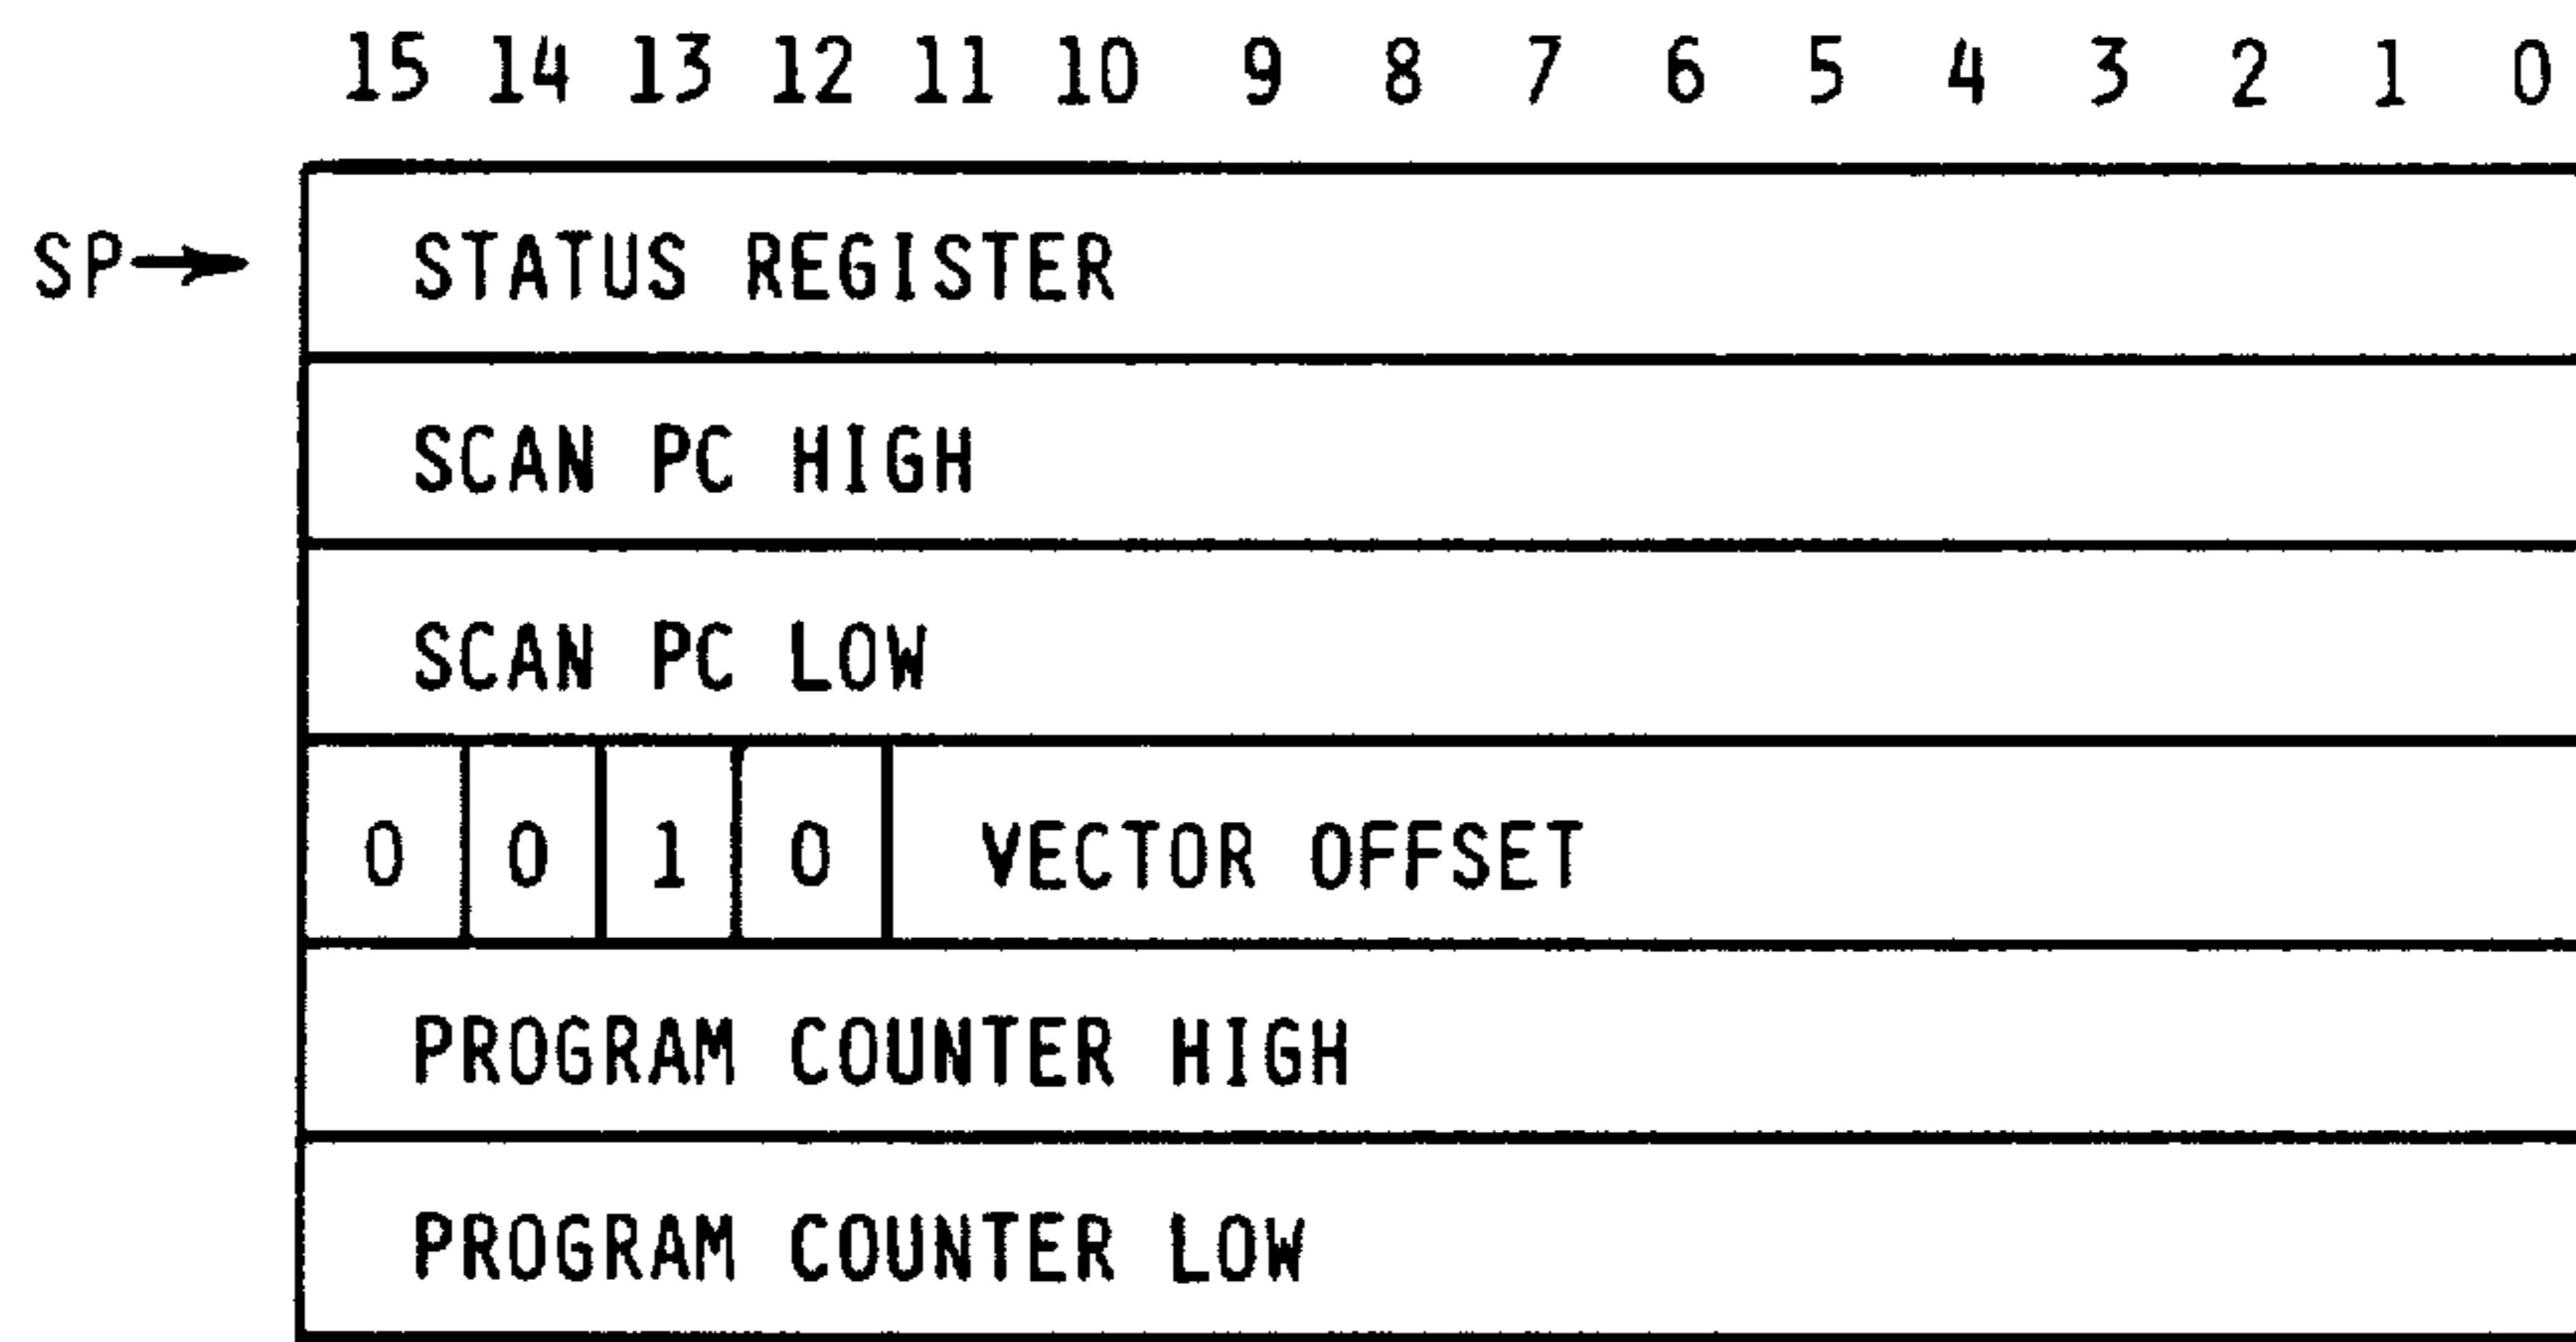 15 14 13 12 11 10 9 8 7 6 5 4 3 2 1 0
SP STATUS REGISTER
SCAN PC HIGH
SCAN PC LOW
0 0 1 0 VECTOR OFFSET
PROGRAM COUNTER HIGH
PROGRAM COUNTER LOW